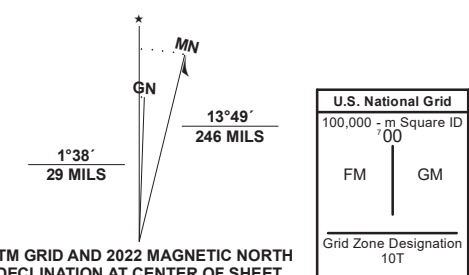 ★
MN
GN
13°49´
246 MILS
1°38´
29 MILS
TM GRID AND 2022 MAGNETIC NORTH
DECLINATION AT CENTER OF SHEET
U.S. National Grid
100,000 - m Square ID
⁷00
FM GM
Grid Zone Designation
10T